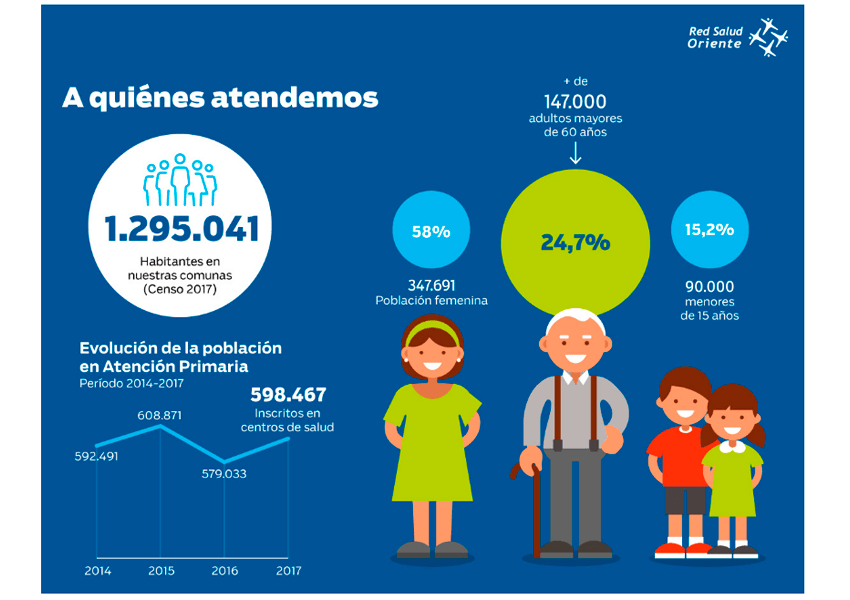 Red Salud
Oriente
A quiénes atendemos
1.295.041
Habitantes en
nuestras comunas
(Censo 2017)
+ de
147.000
adultos mayores
de 60 años
58%
347.691
Población femenina
24,7%
15,2%
90.000
menores
de 15 años
Evolución de la población
en Atención Primaria
Período 2014-2017
598.467
Inscritos en
centros de salud
592.491
608.871
579.033
2014
2015
2016
2017